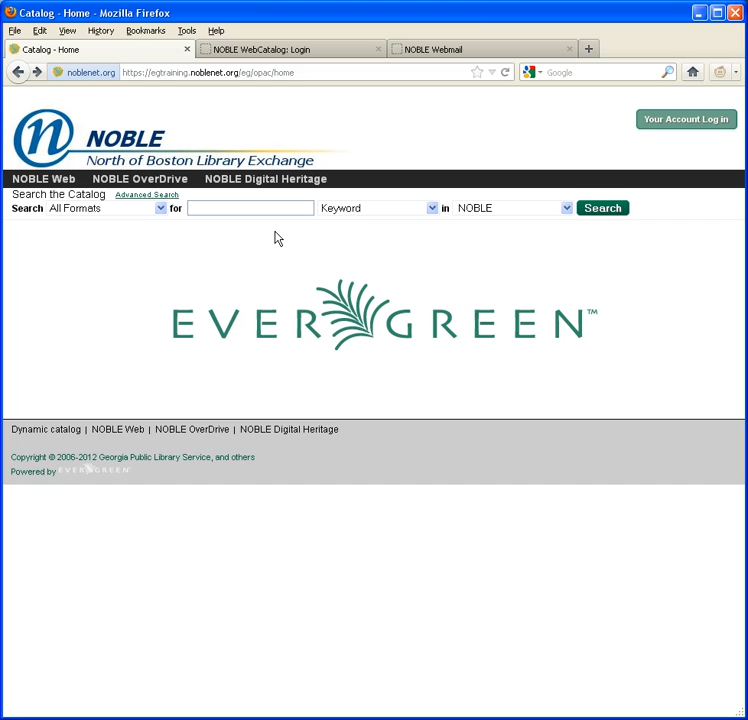 Catalog - Home - Mozilla Firefox
File Edit View History Bookmarks Tools Help
Catalog - Home NOBLE WebCatalog: Login NOBLE Webmail
noblenet.org https://egtraining.noblenet.org/eg/opac/home Google
n NOBLE
North of Boston Library Exchange
Your Account Log in
NOBLE Web NOBLE OverDrive NOBLE Digital Heritage
Search the Catalog Advanced Search
Search All Formats for Keyword in NOBLE Search
EVERGREEN™
Dynamic catalog | NOBLE Web | NOBLE OverDrive | NOBLE Digital Heritage
Copyright © 2006-2012 Georgia Public Library Service, and others
Powered by EVERGREEN